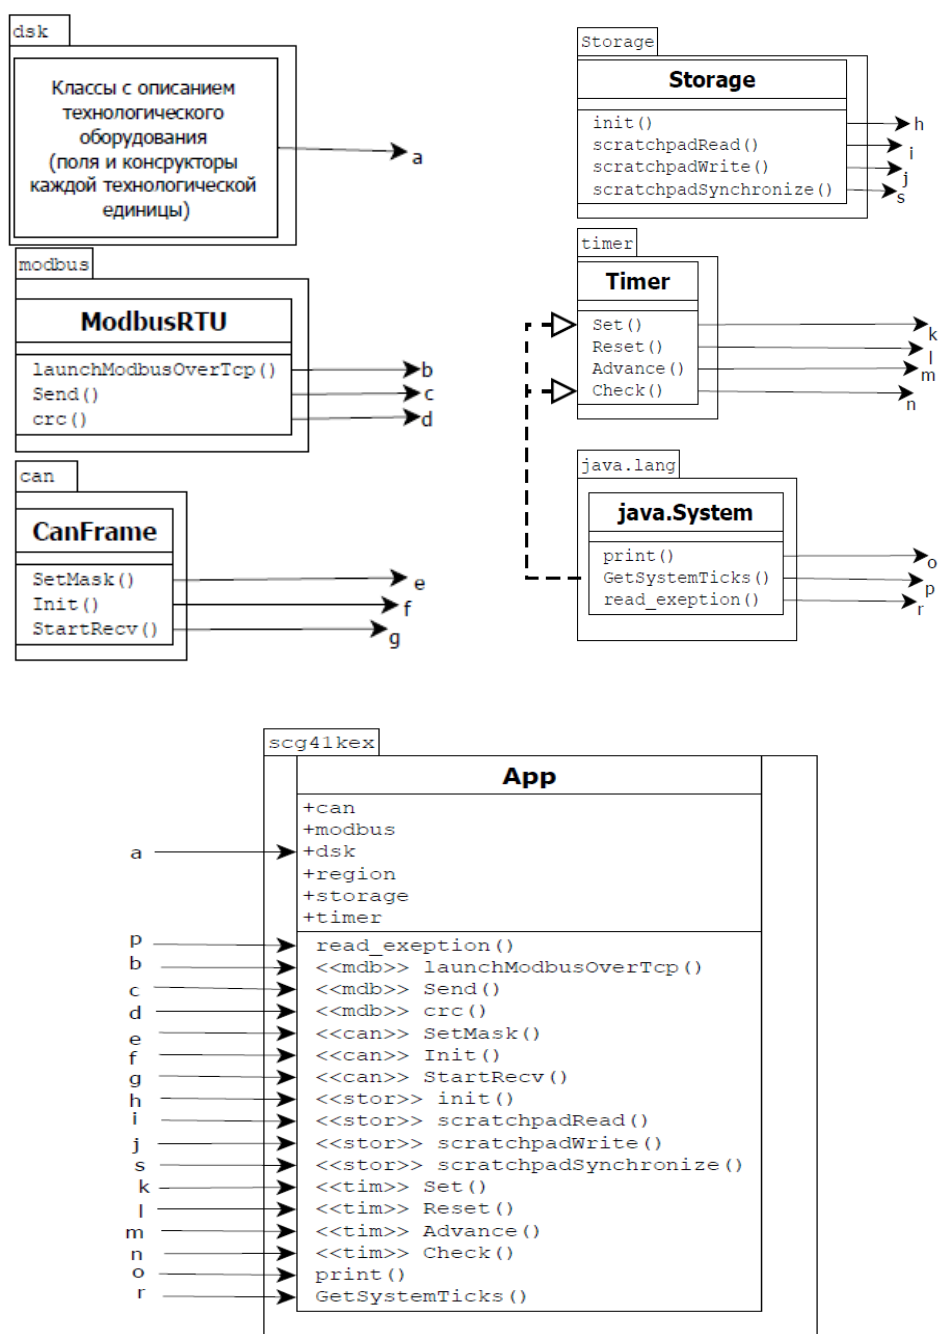 dsk
Классы с описанием
технологического
оборудования
(поля и конструкторы
каждой технологической
единицы)
a
modbus
ModbusRTU
launchModbusOverTcp()
b
Send()
c
crc()
d
can
CanFrame
SetMask()
e
Init()
f
StartRecv()
g
Storage
Storage
init()
h
scratchpadRead()
i
scratchpadWrite()
j
scratchpadSynchronize()
s
timer
Timer
Set()
k
Reset()
l
Advance()
m
Check()
n
java.lang
java.System
print()
o
GetSystemTicks()
p
read_exeption()
r
scg41kex
App
+can
+modbus
a
+dsk
+region
+storage
+timer
p
read_exeption()
b
<<mdb>> launchModbusOverTcp()
c
<<mdb>> Send()
d
<<mdb>> crc()
e
<<can>> SetMask()
f
<<can>> Init()
g
<<can>> StartRecv()
h
<<stor>> init()
i
<<stor>> scratchpadRead()
j
<<stor>> scratchpadWrite()
s
<<stor>> scratchpadSynchronize()
k
<<tim>> Set()
l
<<tim>> Reset()
m
<<tim>> Advance()
n
<<tim>> Check()
o
print()
r
GetSystemTicks()